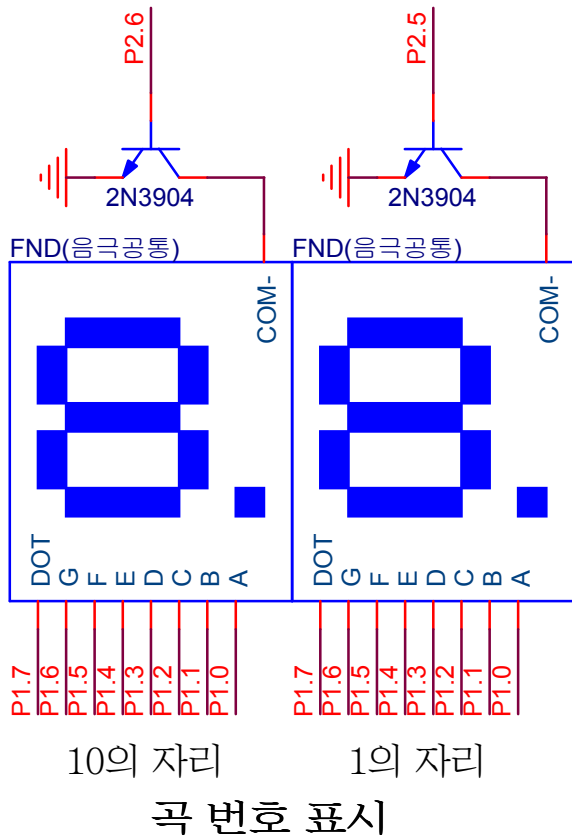 P2.6 P2.5
2N3904 2N3904
FND(음극공통) FND(음극공통)
COM- COM-
DOT G F E D C B A DOT G F E D C B A
P1.7 P1.6 P1.5 P1.4 P1.3 P1.2 P1.1 P1.0 P1.7 P1.6 P1.5 P1.4 P1.3 P1.2 P1.1 P1.0
10의 자리 1의 자리
곡 번호 표시